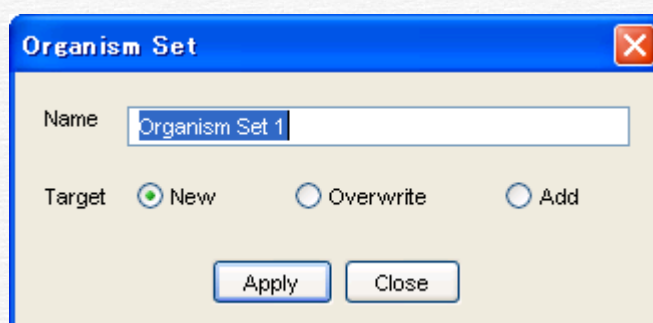 Organism Set
Name Organism Set 1
Target New Overwrite Add
Apply Close